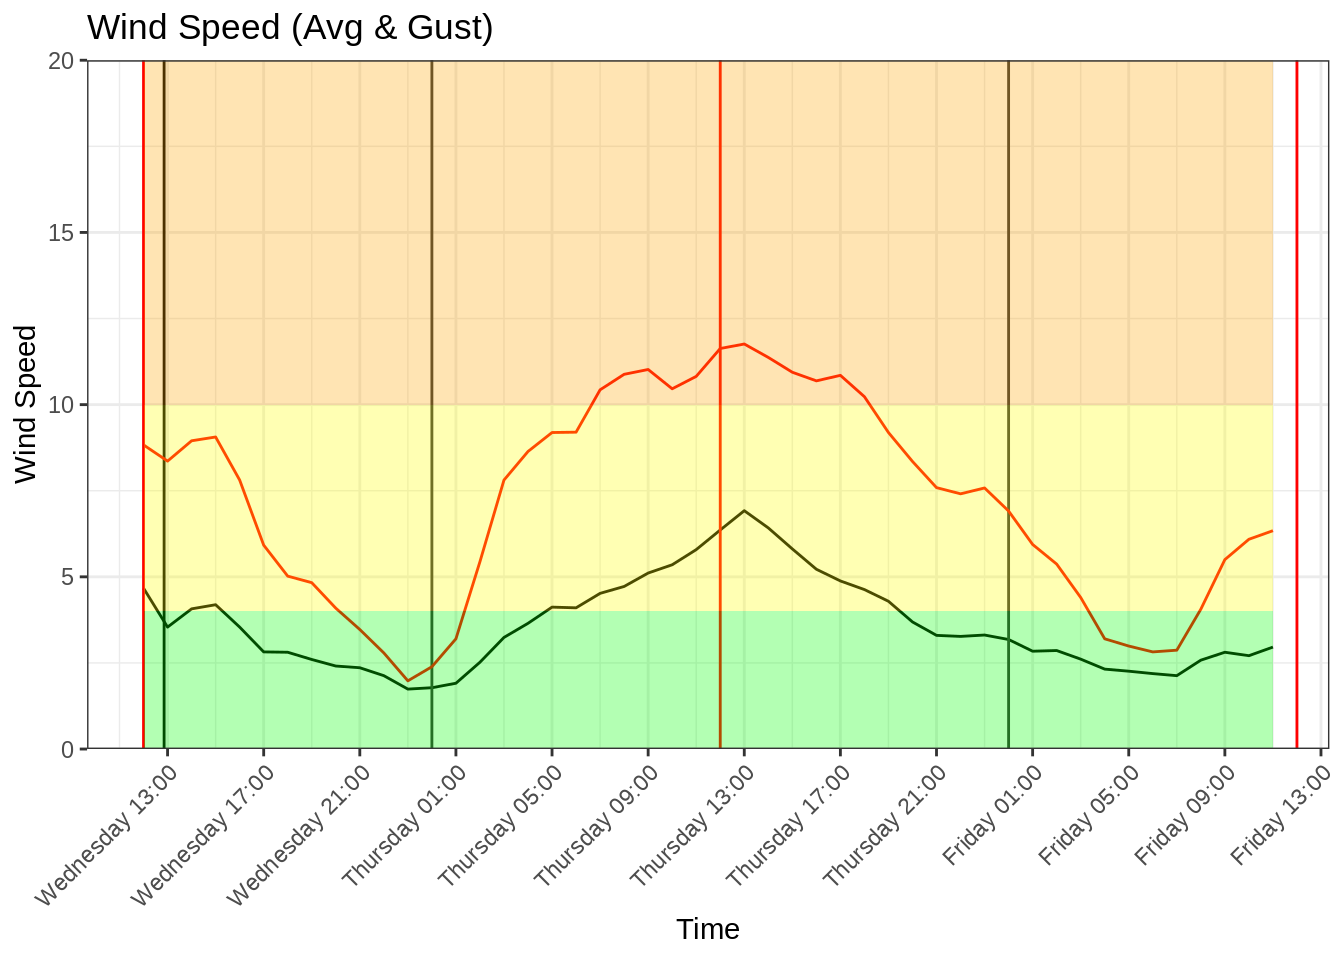 Wind Speed (Avg & Gust)
20
15
10
5
0
Wind Speed
Wednesday 13:00
Wednesday 17:00
Wednesday 21:00
Thursday 01:00
Thursday 05:00
Thursday 09:00
Thursday 13:00
Thursday 17:00
Thursday 21:00
Friday 01:00
Friday 05:00
Friday 09:00
Friday 13:00
Time